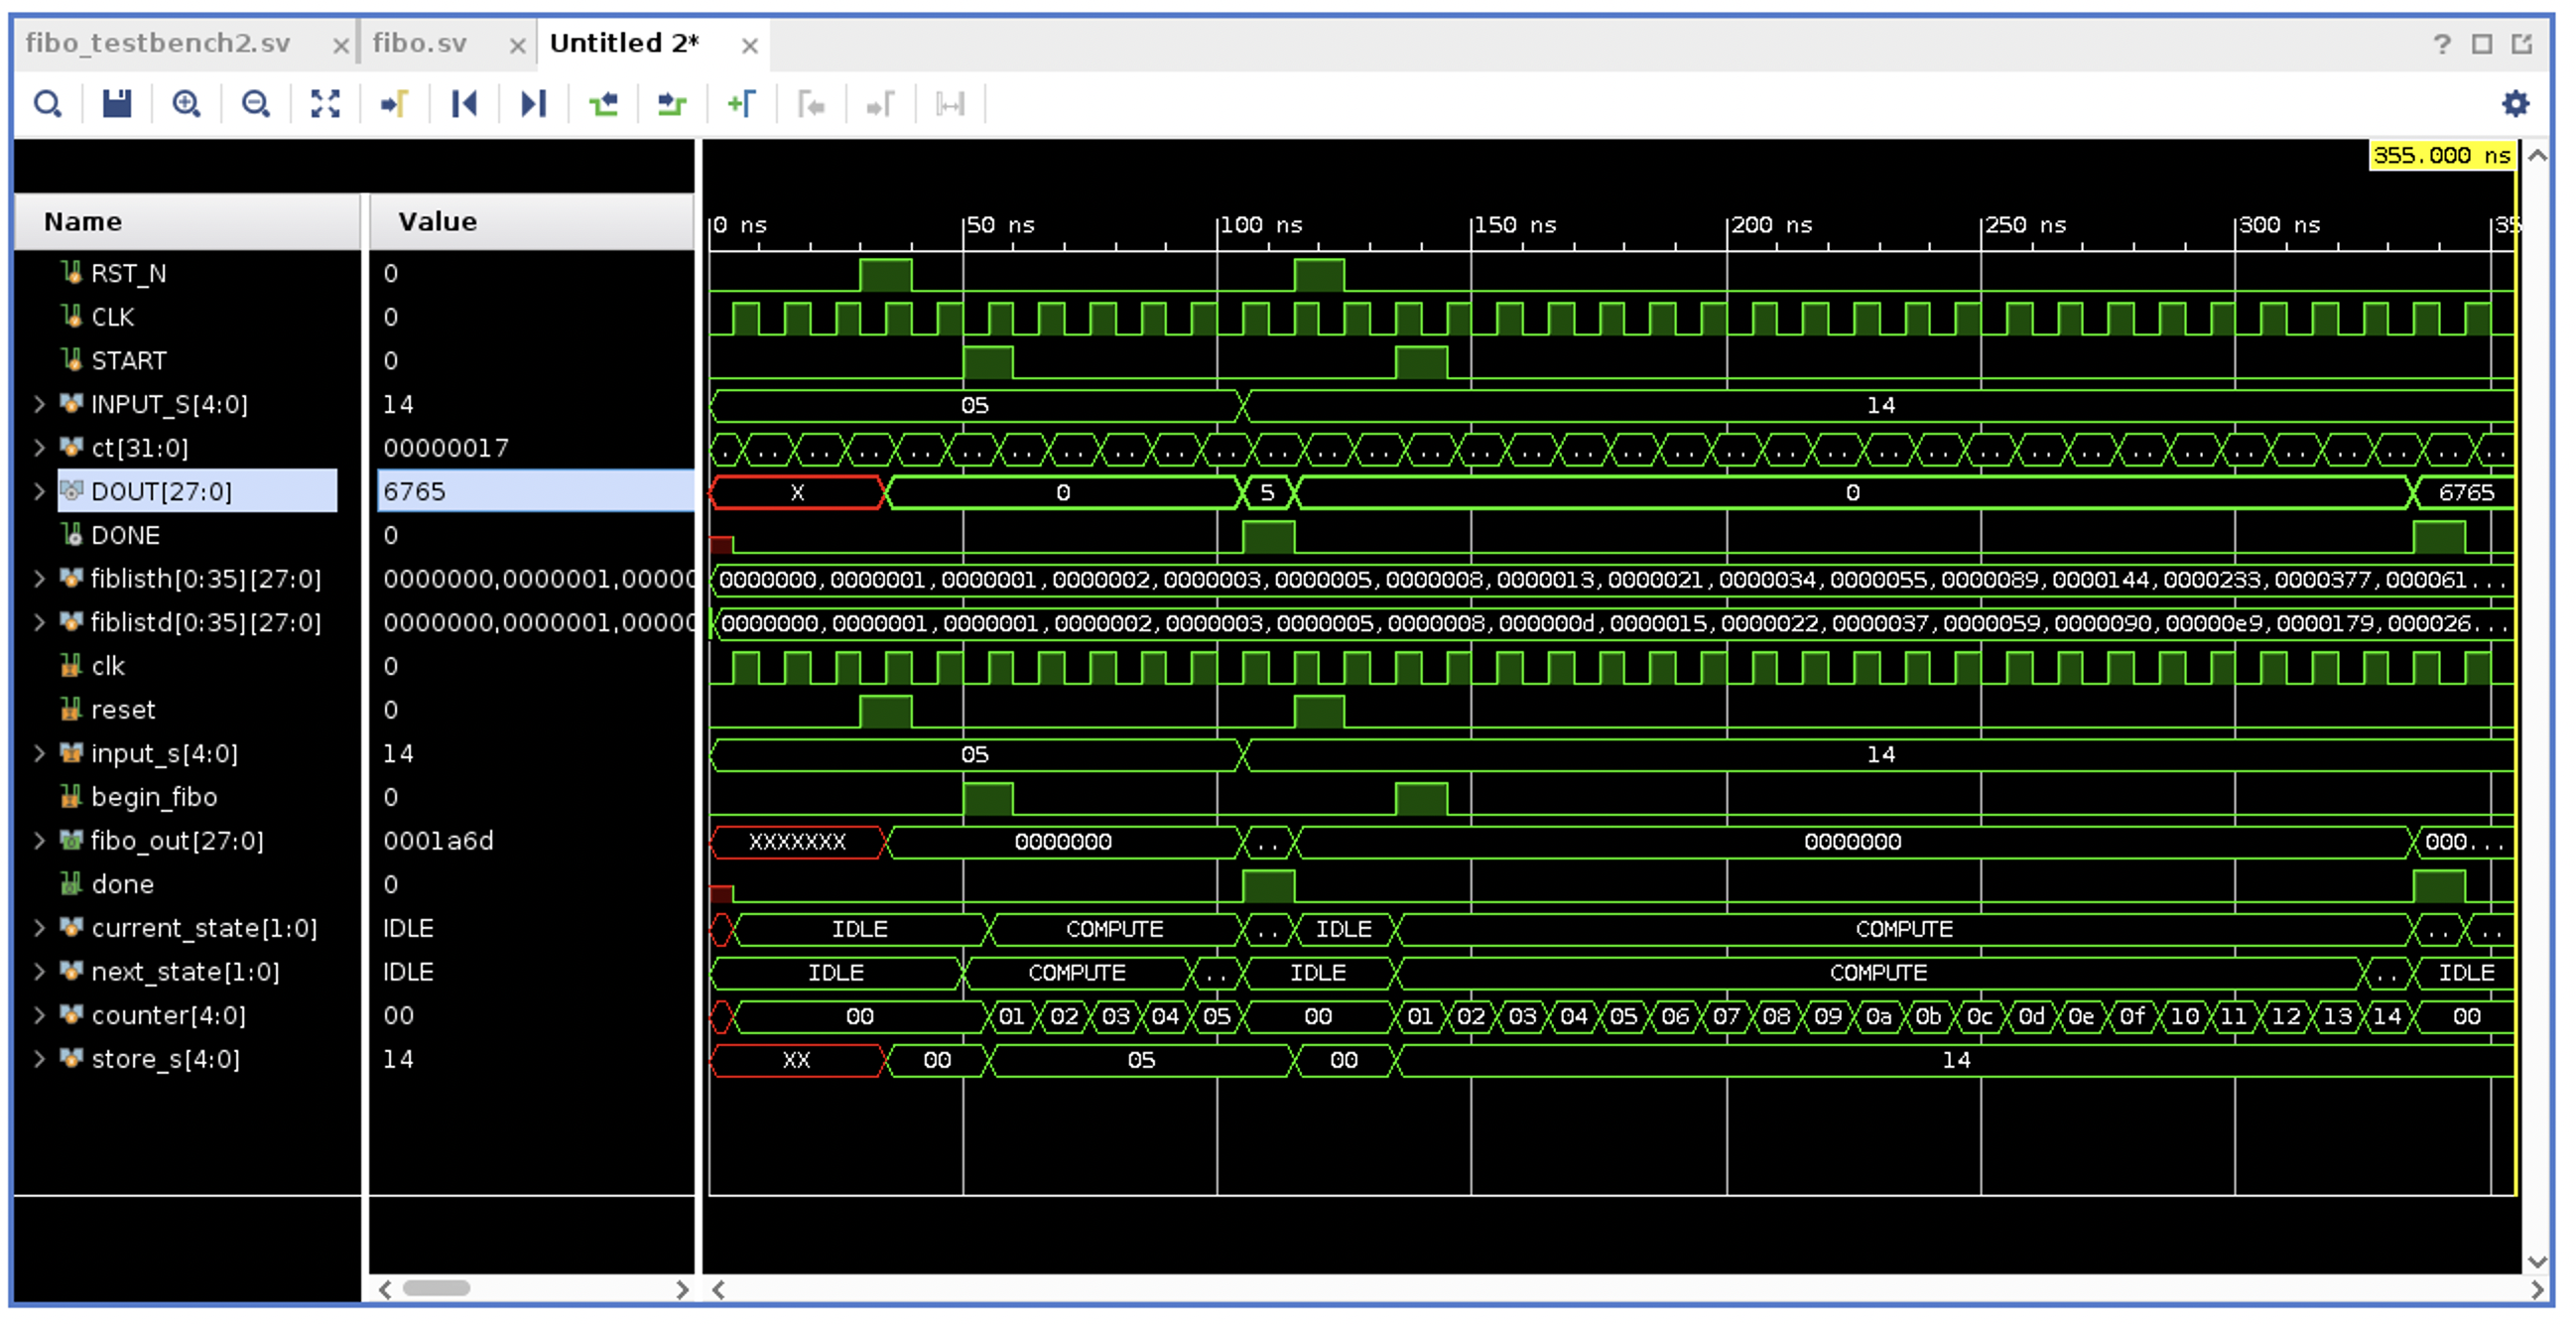 fibo_testbench2.sv × fibo.sv × Untitled 2* × ?
355.000 ns
Name Value 0 ns 50 ns 100 ns 150 ns 200 ns 250 ns 300 ns 35
RST_N 0
CLK 0
START 0
INPUT_S[4:0] 14 05 14
ct[31:0] 00000017 . .. .. .. .. .. .. .. .. .. .. .. .. .. .. .. .. .. .. .. .. .. .. .. .. .. .. .. .. .. .. .. .. .. .. ..
DOUT[27:0] 6765 X 0 5 0 6765
DONE 0
fiblisth[0:35][27:0] 0000000,0000001,00000 0000000,0000001,0000001,0000002,0000003,0000005,0000008,0000013,0000021,0000034,0000055,0000089,0000144,0000233,0000377,000061...
fiblistd[0:35][27:0] 0000000,0000001,00000 0000000,0000001,0000001,0000002,0000003,0000005,0000008,000000d,0000015,0000022,0000037,0000059,0000090,00000e9,0000179,000026...
clk 0
reset 0
input_s[4:0] 14 05 14
begin_fibo 0
fibo_out[27:0] 0001a6d XXXXXXX 0000000 .. 0000000 000...
done 0
current_state[1:0] IDLE IDLE COMPUTE .. IDLE COMPUTE .. ..
next_state[1:0] IDLE IDLE COMPUTE .. IDLE COMPUTE .. IDLE
counter[4:0] 00 00 01 02 03 04 05 00 01 02 03 04 05 06 07 08 09 0a 0b 0c 0d 0e 0f 10 11 12 13 14 00
store_s[4:0] 14 XX 00 05 00 14